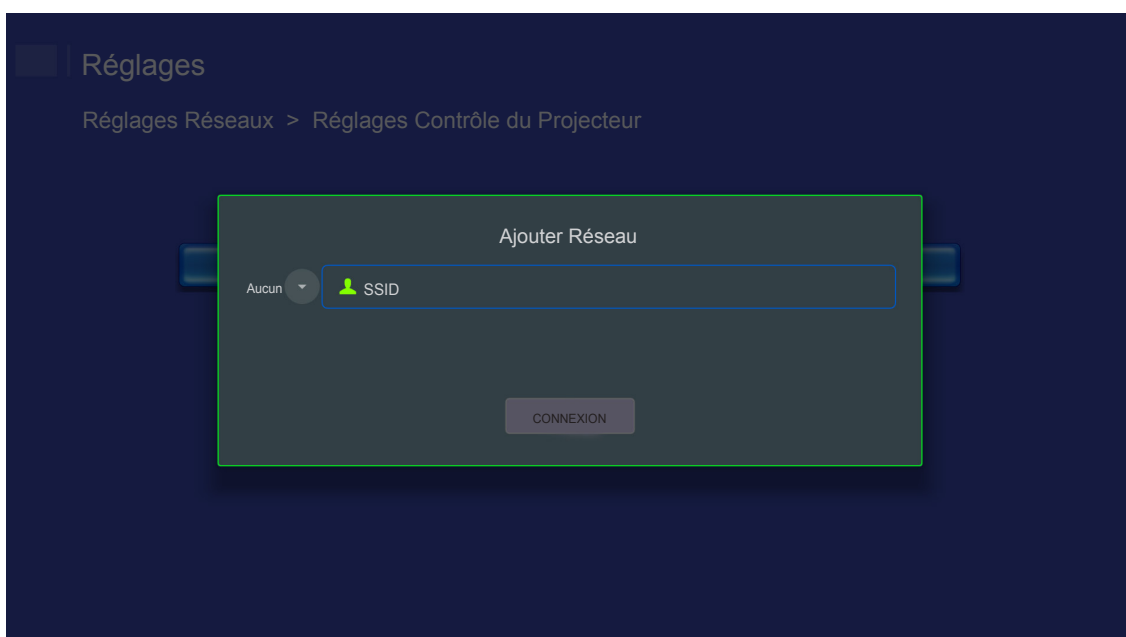 Réglages
Réglages Réseaux > Réglages Contrôle du Projecteur
Ajouter Réseau
Aucun SSID
CONNEXION